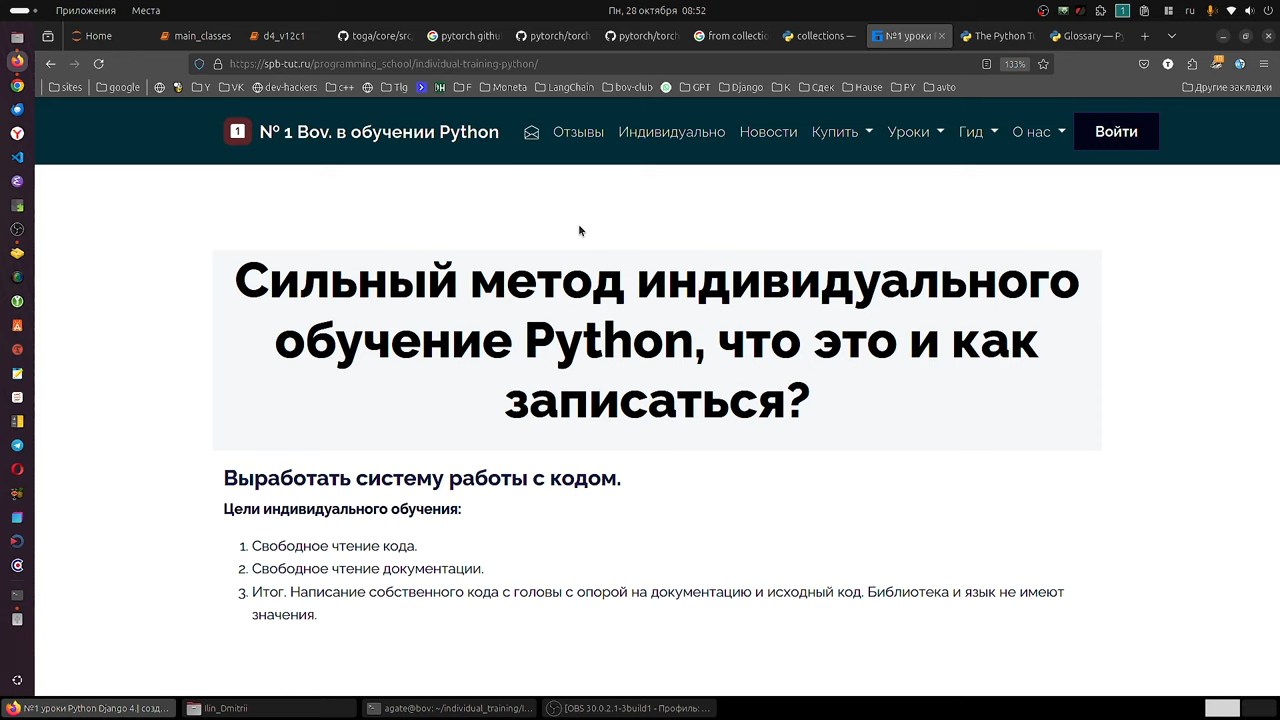 Приложения Места Пн, 28 октября 08:52 ru
Home main_classes d4_v12c1 toga/core/src, pytorch githu pytorch/torch pytorch/torch from collectio collections — №1 уроки The Python Tu Glossary — Py
https://spb-tut.ru/programming_school/individual-training-python/ 133%
sites google Y VK dev-hackers c++ Tlg F Moneta LangChain bov-club GPT Django K Сдек Hause PY avto Другие закладки
1 № 1 Bov. в обучении Python Отзывы Индивидуально Новости Купить Уроки Гид О нас Войти
Сильный метод индивидуального
обучение Python, что это и как
записаться?
Выработать систему работы с кодом.
Цели индивидуального обучения:
1. Свободное чтение кода.
2. Свободное чтение документации.
3. Итог. Написание собственного кода с головы с опорой на документацию и исходный код. Библиотека и язык не имеют
значения.
№1 уроки Python Django 4.| созд... Ilin_Dmitrii agate@bov: ~/individual_training/I... [OBS 30.0.2.1-3build1 - Профиль: ...